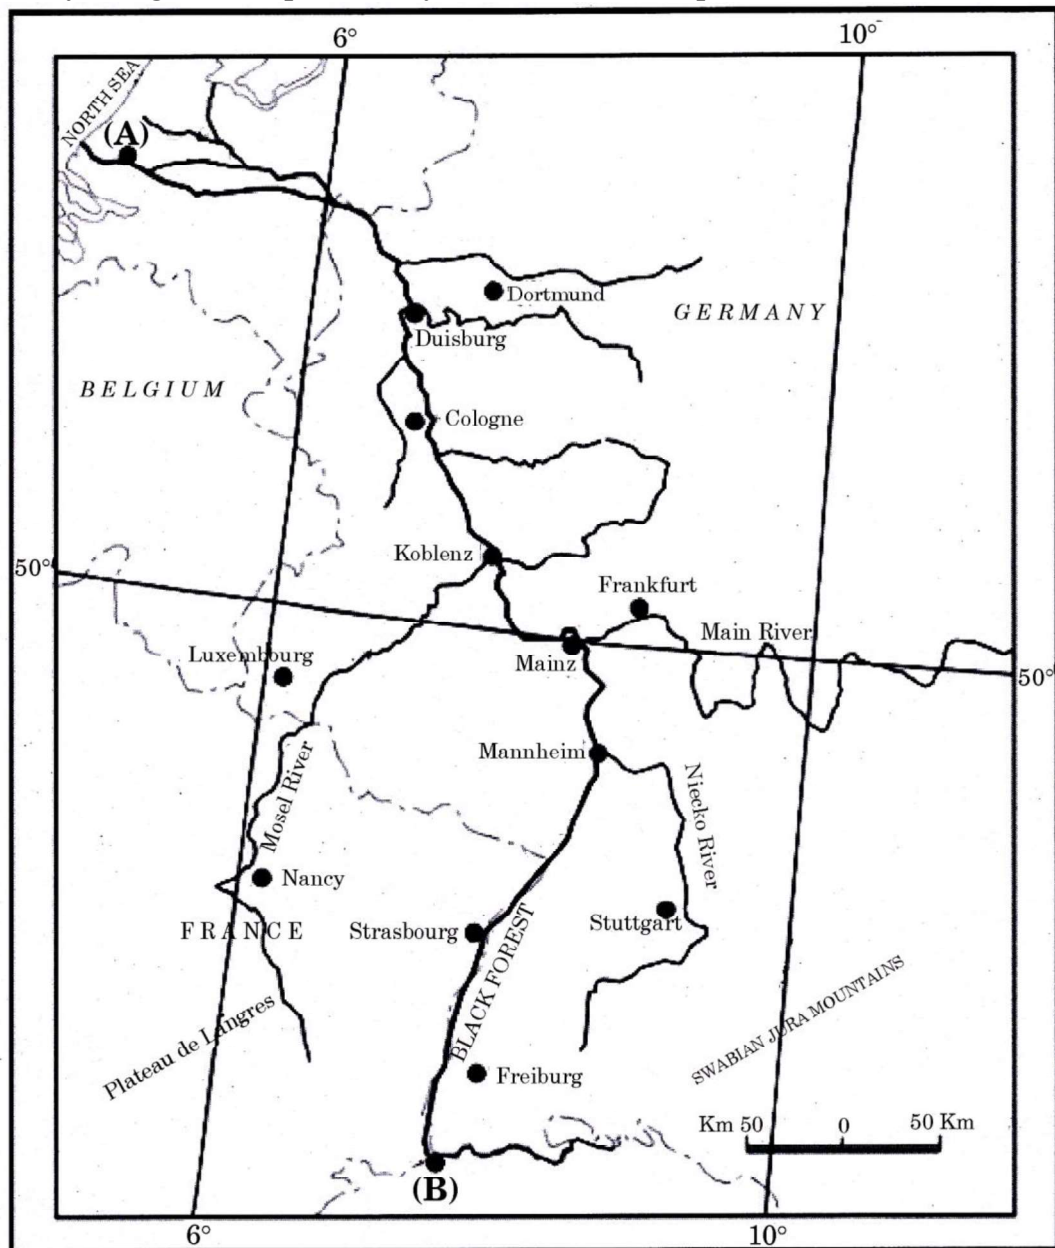 6°
10°
NORTH SEA
(A)
Dortmund
GERMANY
Duisburg
BELGIUM
Cologne
Koblenz
50°
Frankfurt
Main River
Luxembourg
Mainz
50°
Mannheim
Mosel River
Niecko River
Nancy
Stuttgart
FRANCE
Strasbourg
BLACK FOREST
SWABIAN JURA MOUNTAINS
Plateau de Langres
Freiburg
Km 50 0 50 Km
(B)
6°
10°